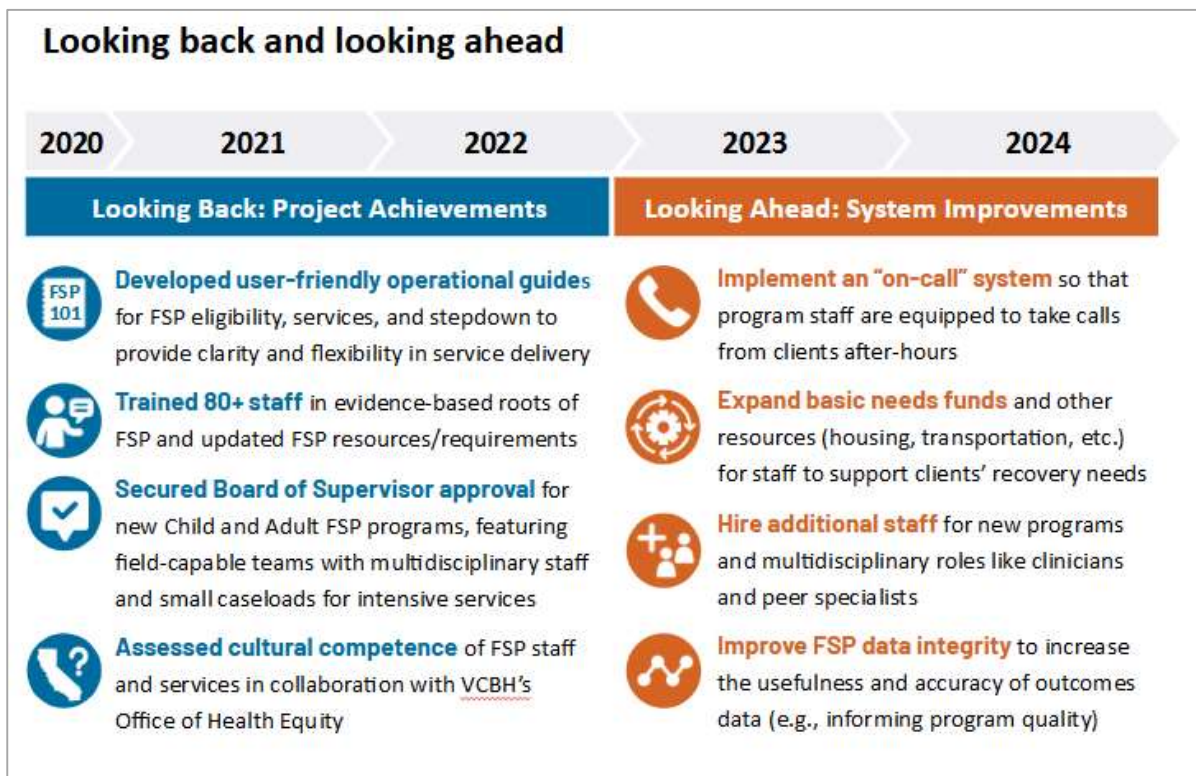 Looking back and looking ahead
2020
2021
2022
2023
2024
Looking Back: Project Achievements
FSP
101
Developed user-friendly operational guides
for FSP eligibility, services, and stepdown to
provide clarity and flexibility in service delivery
Trained 80+ staff in evidence-based roots of
FSP and updated FSP resources/requirements
Secured Board of Supervisor approval for
new Child and Adult FSP programs, featuring
field-capable teams with multidisciplinary staff
and small caseloads for intensive services
?
Assessed cultural competence of FSP staff
and services in collaboration with VCBH's
Office of Health Equity
Looking Ahead: System Improvements
Implement an “on-call” system so that
program staff are equipped to take calls
from clients after-hours
Expand basic needs funds and other
resources (housing, transportation, etc.)
for staff to support clients’ recovery needs
Hire additional staff for new programs
and multidisciplinary roles like clinicians
and peer specialists
Improve FSP data integrity to increase
the usefulness and accuracy of outcomes
data (e.g., informing program quality)